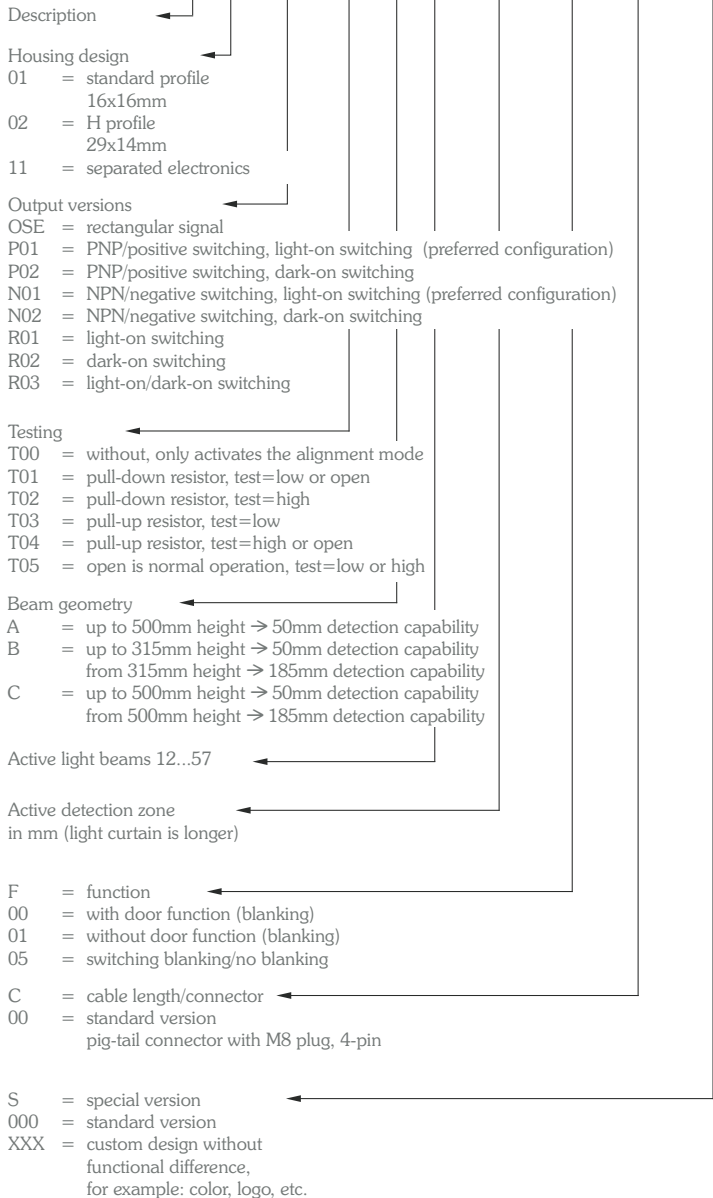 Description
Housing design
01 = standard profile
16x16mm
02 = H profile
29x14mm
11 = separated electronics
Output versions
OSE = rectangular signal
P01 = PNP/positive switching, light-on switching (preferred configuration)
P02 = PNP/positive switching, dark-on switching
N01 = NPN/negative switching, light-on switching (preferred configuration)
N02 = NPN/negative switching, dark-on switching
R01 = light-on switching
R02 = dark-on switching
R03 = light-on/dark-on switching
Testing
T00 = without, only activates the alignment mode
T01 = pull-down resistor, test=low or open
T02 = pull-down resistor, test=high
T03 = pull-up resistor, test=low
T04 = pull-up resistor, test=high or open
T05 = open is normal operation, test=low or high
Beam geometry
A = up to 500mm height → 50mm detection capability
B = up to 315mm height → 50mm detection capability
from 315mm height → 185mm detection capability
C = up to 500mm height → 50mm detection capability
from 500mm height → 185mm detection capability
Active light beams 12...57
Active detection zone
in mm (light curtain is longer)
F = function
00 = with door function (blanking)
01 = without door function (blanking)
05 = switching blanking/no blanking
C = cable length/connector
00 = standard version
pig-tail connector with M8 plug, 4-pin
S = special version
000 = standard version
XXX = custom design without
functional difference,
for example: color, logo, etc.